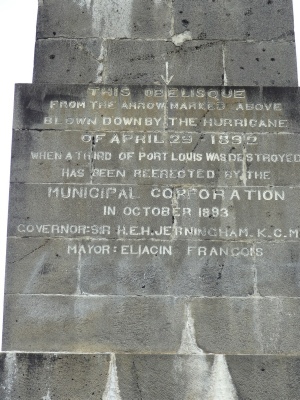 THIS OBELISQUE
FROM THE ARROW MARKED ABOVE
BLOWN DOWN BY THE HURRICANE
OF APRIL 29 1892
WHEN A THIRD OF PORT LOUIS WAS DESTROYED
HAS BEEN REERECTED BY THE
MUNICIPAL CORPORATION
IN OCTOBER 1893
GOVERNOR: SIR H.E.H. JERNINGHAM. K.C.M
MAYOR: ELIACIN FRANCOIS